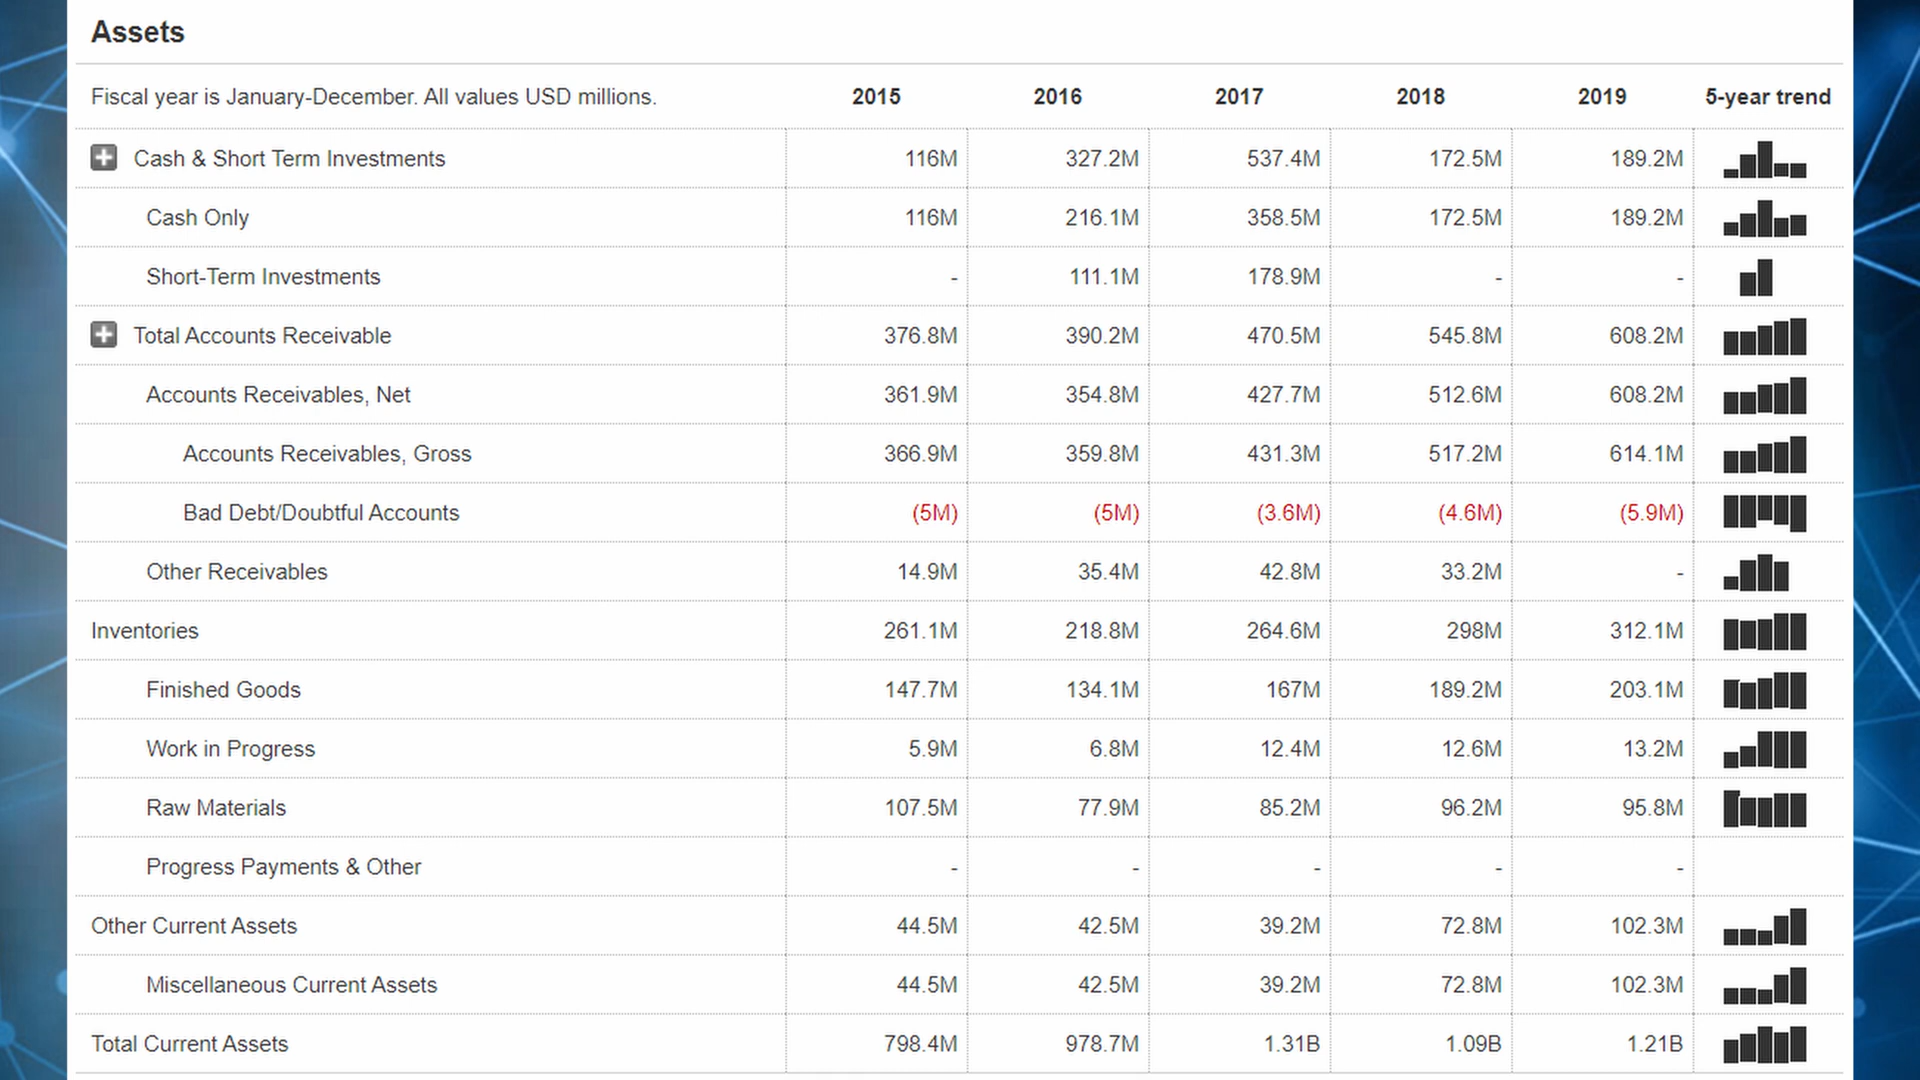 Assets
Fiscal year is January-December. All values USD millions. 2015 2016 2017 2018 2019 5-year trend
Cash & Short Term Investments 116M 327.2M 537.4M 172.5M 189.2M
Cash Only 116M 216.1M 358.5M 172.5M 189.2M
Short-Term Investments - 111.1M 178.9M - -
Total Accounts Receivable 376.8M 390.2M 470.5M 545.8M 608.2M
Accounts Receivables, Net 361.9M 354.8M 427.7M 512.6M 608.2M
Accounts Receivables, Gross 366.9M 359.8M 431.3M 517.2M 614.1M
Bad Debt/Doubtful Accounts (5M) (5M) (3.6M) (4.6M) (5.9M)
Other Receivables 14.9M 35.4M 42.8M 33.2M -
Inventories 261.1M 218.8M 264.6M 298M 312.1M
Finished Goods 147.7M 134.1M 167M 189.2M 203.1M
Work in Progress 5.9M 6.8M 12.4M 12.6M 13.2M
Raw Materials 107.5M 77.9M 85.2M 96.2M 95.8M
Progress Payments & Other - - - - -
Other Current Assets 44.5M 42.5M 39.2M 72.8M 102.3M
Miscellaneous Current Assets 44.5M 42.5M 39.2M 72.8M 102.3M
Total Current Assets 798.4M 978.7M 1.31B 1.09B 1.21B